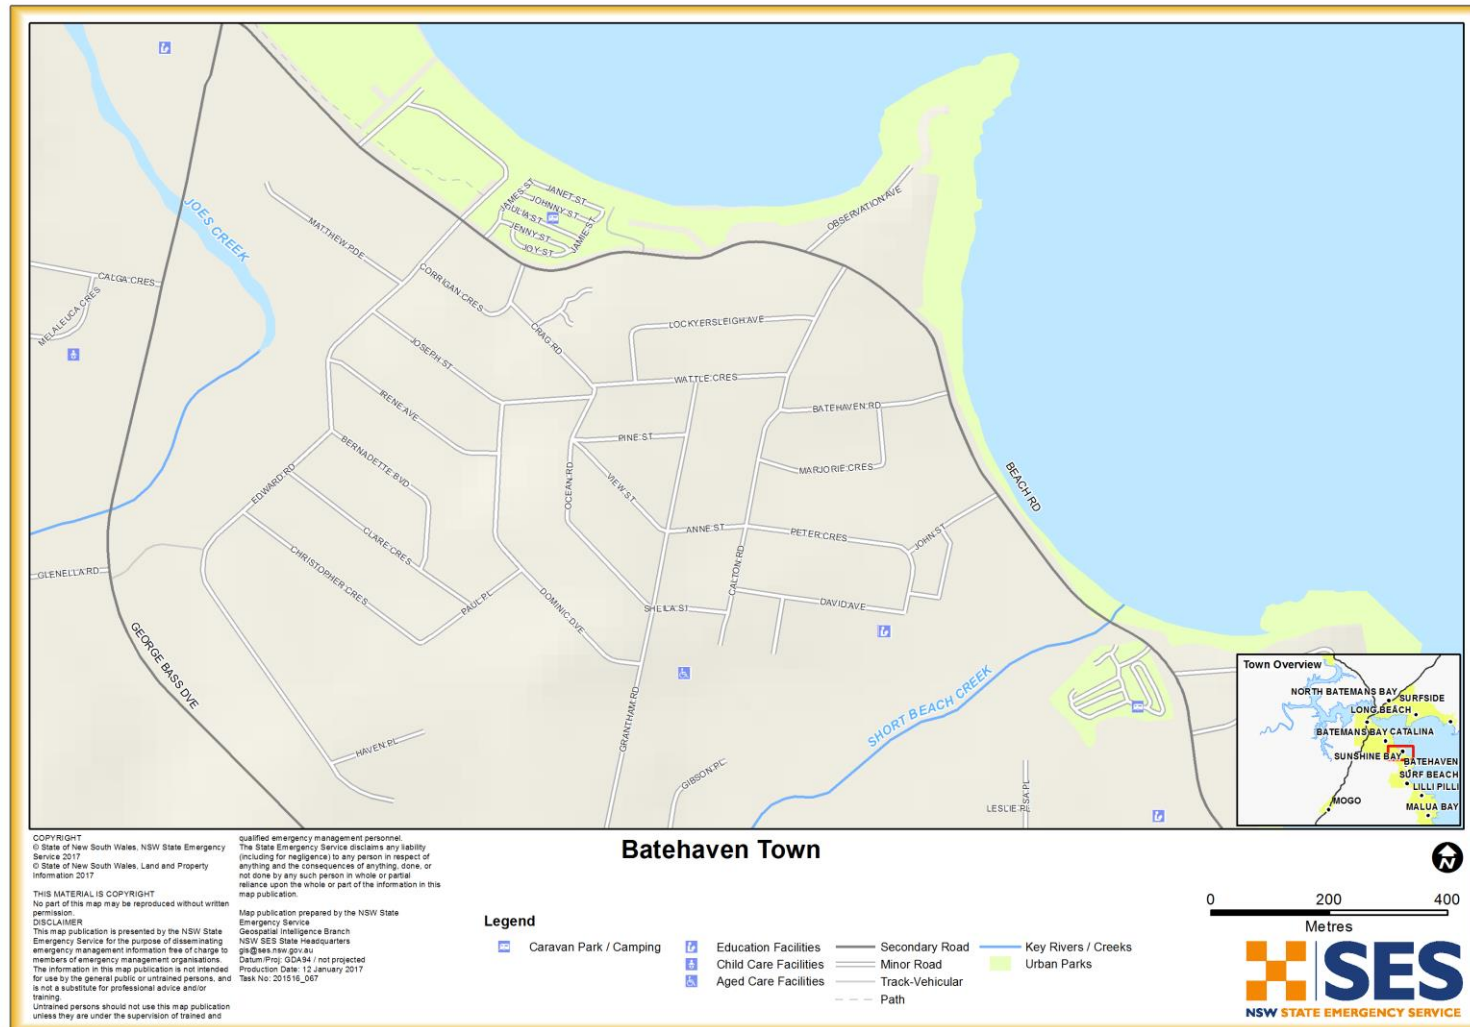 JOES CREEK
MATTHEW PDE
CALGA CRES
MELALEUCA CRES
JAMES ST
JANET ST
JOHNNY ST
JULIA ST
JENNY ST
JOY ST
JAMIE ST
OBSERVATION AVE
CORRIGAN CRES
CRAG RD
LOCKYERSLEIGH AVE
JOSEPH ST
WATTLE CRES
IRENE AVE
BATEHAVEN RD
PINE ST
BERNADETTE BVD
MARJORIE CRES
BEACH RD
EDWARD RD
OCEAN RD
VIEW ST
ANNE ST
PETER CRES
JOHN ST
CLARE CRES
CHRISTOPHER CRES
GLENELLA RD
CALTON RD
PAUL PL
DOMINIC DVE
SHEILA ST
DAVID AVE
GEORGE BASS DVE
SHORT BEACH CREEK
GRANTHAM RD
HAVEN PL
GIBSON PL
LESLIE PL
Town Overview
NORTH BATEMANS BAY
SURFSIDE
LONG BEACH
BATEMANS BAY
CATALINA
SUNSHINE BAY
BATEHAVEN
SURF BEACH
LILLI PILLI
MOGO
MALUA BAY
COPYRIGHT
© State of New South Wales, NSW State Emergency
Service 2017
© State of New South Wales, Land and Property
Information 2017
THIS MATERIAL IS COPYRIGHT
No part of this map may be reproduced without written
permission.
DISCLAIMER
This map publication is presented by the NSW State
Emergency Service for the purpose of disseminating
emergency management information free of charge to
members of emergency management organisations.
The information in this map publication is not intended
for use by the general public or untrained persons, and
is not a substitute for professional advice and/or
training.
Untrained persons should not use this map publication
unless they are under the supervision of trained and
qualified emergency management personnel.
The State Emergency Service disclaims any liability
(including for negligence) to any person in respect of
anything and the consequences of anything, done, or
not done by any such person in whole or partial
reliance upon the whole or part of the information in this
map publication.
Map publication prepared by the NSW State
Emergency Service
Geospatial Intelligence Branch
NSW SES State Headquarters
gis@ses.nsw.gov.au
Datum/Proj: GDA94 / not projected
Production Date: 12 January 2017
Task No: 201516_067
Batehaven Town
N
Legend
Caravan Park / Camping
Education Facilities
Child Care Facilities
Aged Care Facilities
Secondary Road
Minor Road
Track-Vehicular
Path
Key Rivers / Creeks
Urban Parks
0 200 400
Metres
SES
NSW STATE EMERGENCY SERVICE